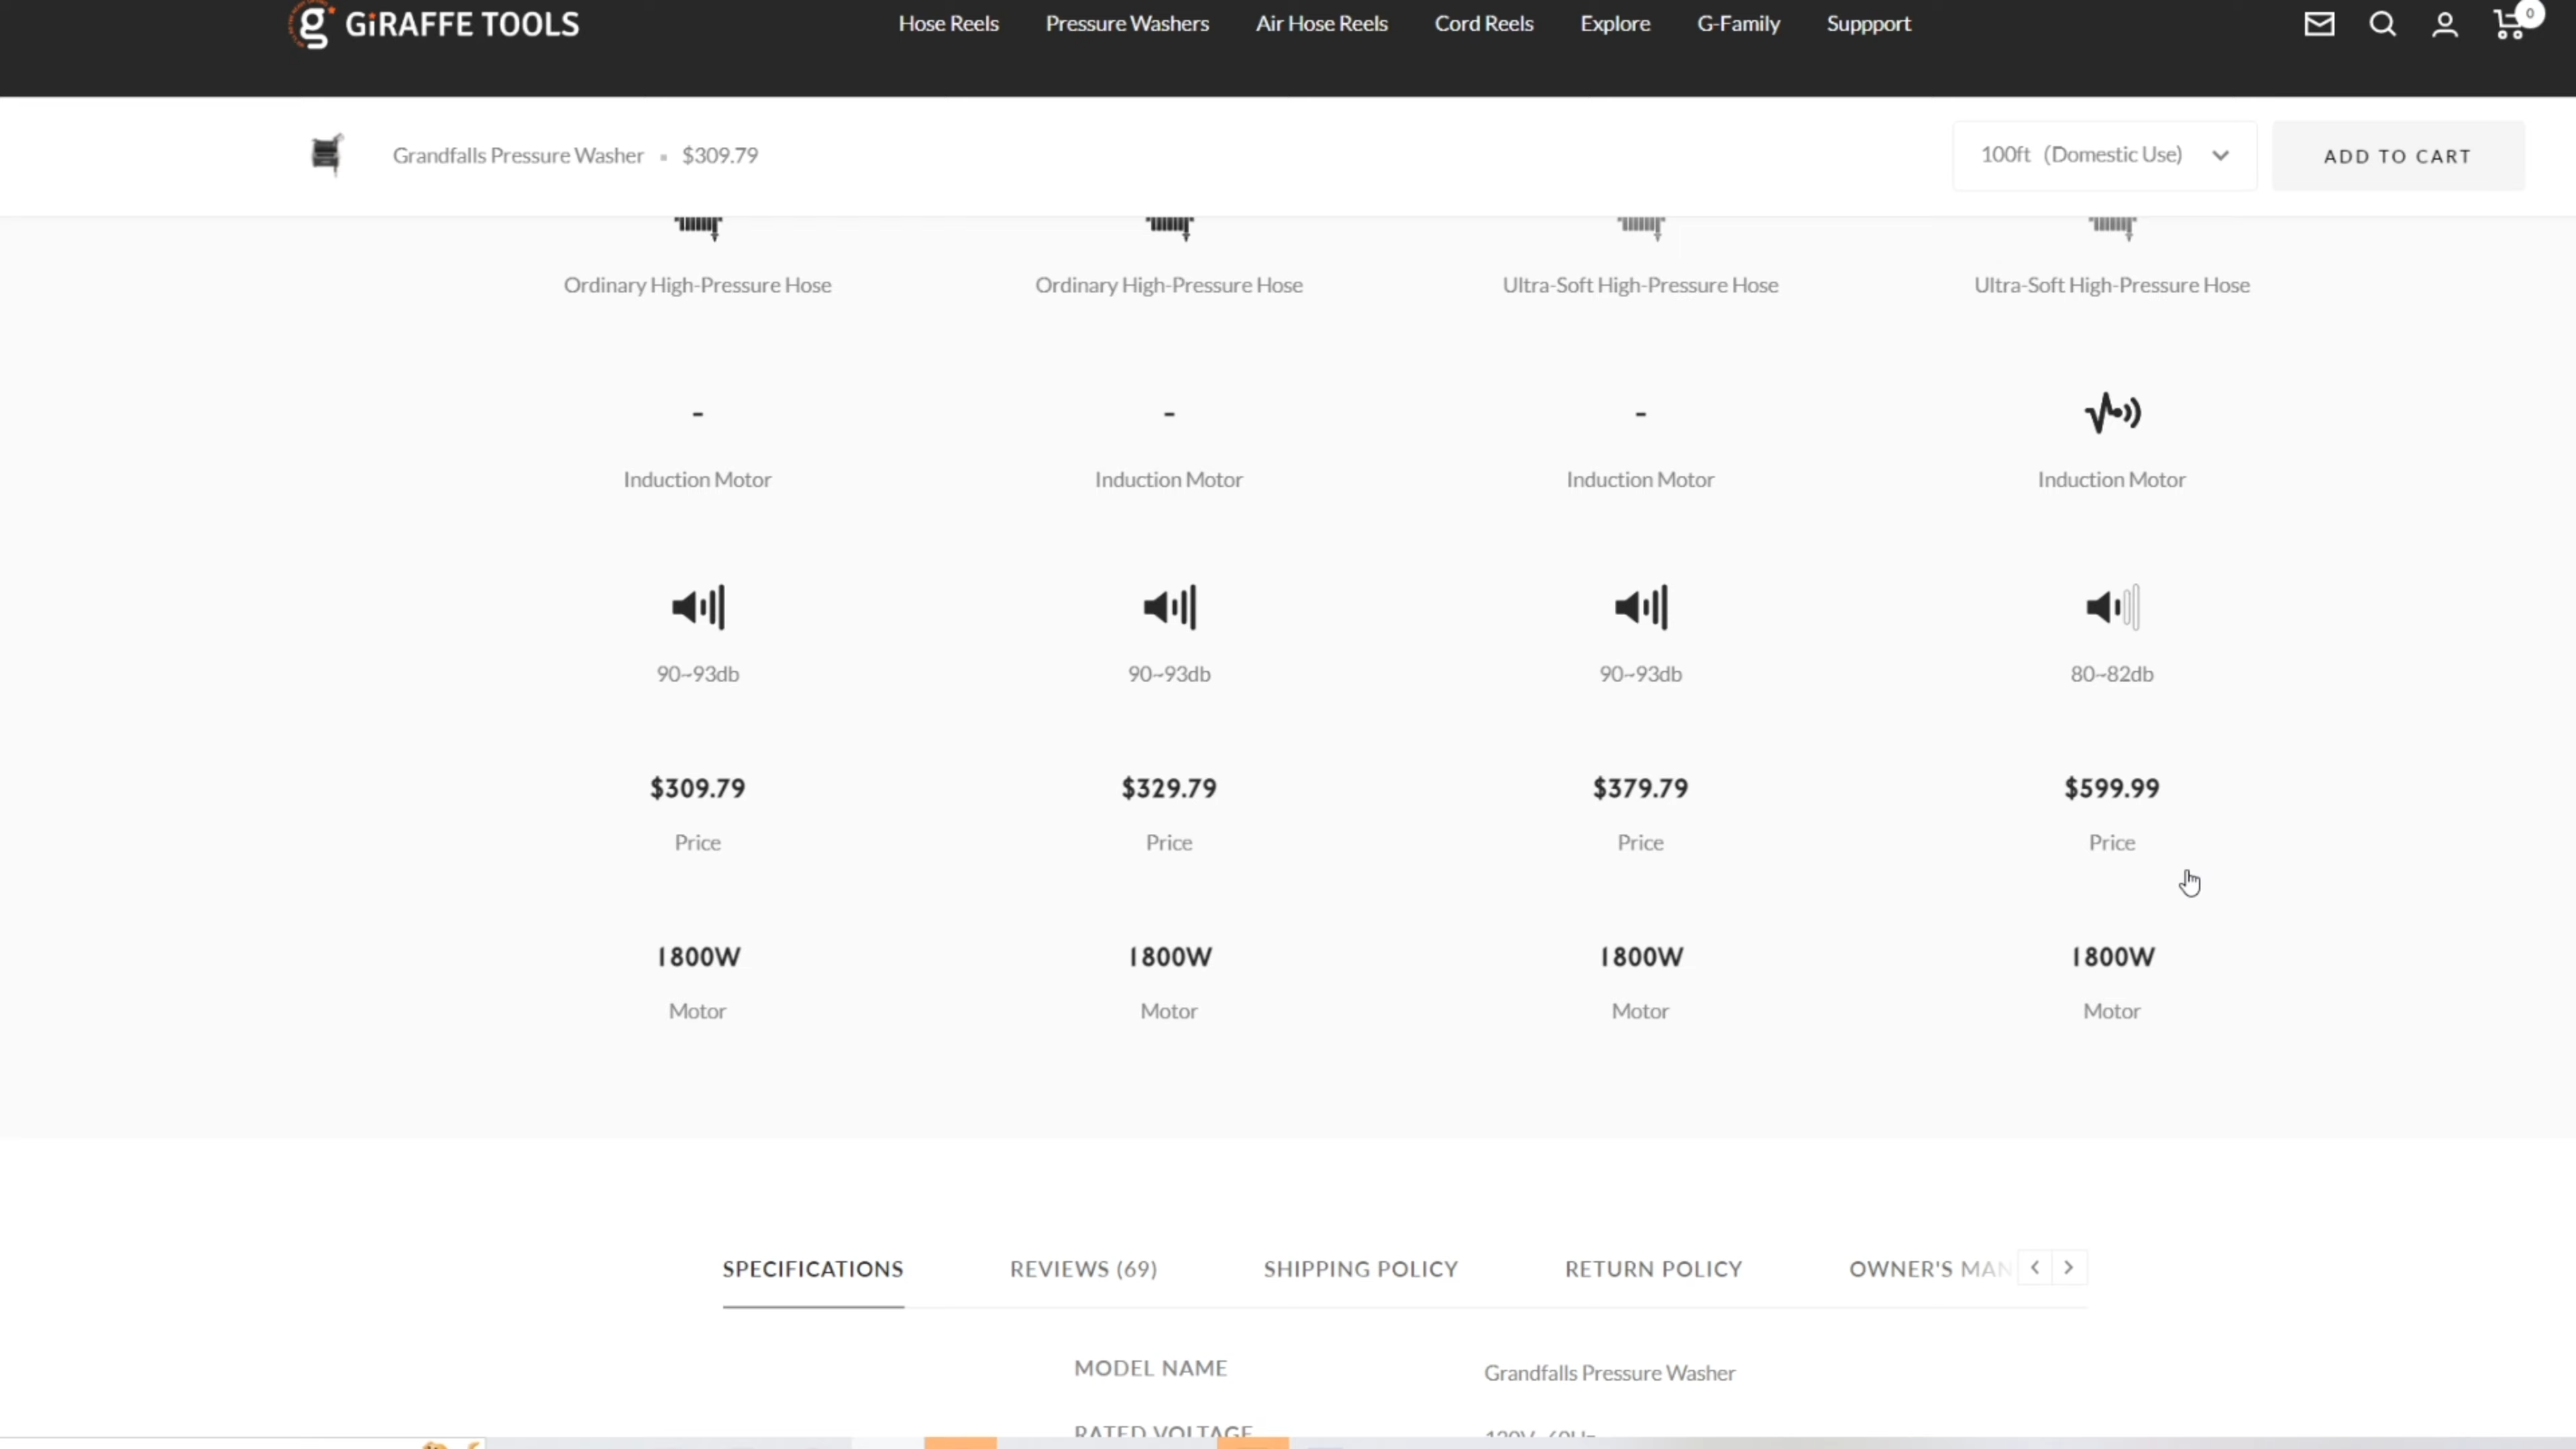 GiRAFFE TOOLS
Hose Reels Pressure Washers Air Hose Reels Cord Reels Explore G-Family Suppport
0
Grandfalls Pressure Washer ▪ $309.79
100ft (Domestic Use)
ADD TO CART
Ordinary High-Pressure Hose Ordinary High-Pressure Hose Ultra-Soft High-Pressure Hose Ultra-Soft High-Pressure Hose
- - -
Induction Motor Induction Motor Induction Motor Induction Motor
90~93db 90~93db 90~93db 80~82db
$309.79 $329.79 $379.79 $599.99
Price Price Price Price
1800W 1800W 1800W 1800W
Motor Motor Motor Motor
SPECIFICATIONS REVIEWS (69) SHIPPING POLICY RETURN POLICY OWNER'S MAN
MODEL NAME Grandfalls Pressure Washer
RATED VOLTAGE